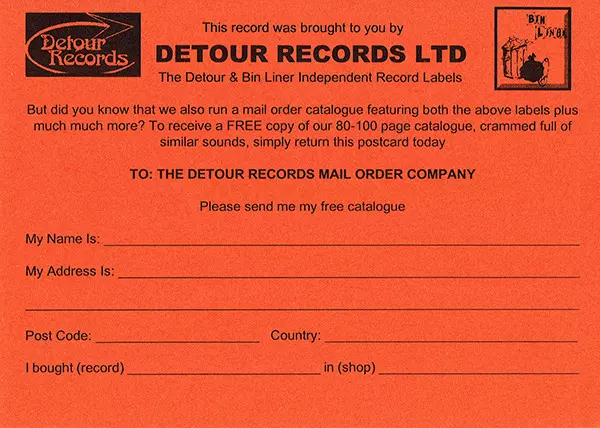 Detour
Records
This record was brought to you by
DETOUR RECORDS LTD
The Detour & Bin Liner Independent Record Labels
BIN
LINER
But did you know that we also run a mail order catalogue featuring both the above labels plus
much much more? To receive a FREE copy of our 80-100 page catalogue, crammed full of
similar sounds, simply return this postcard today
TO: THE DETOUR RECORDS MAIL ORDER COMPANY
Please send me my free catalogue
My Name Is:
My Address Is:
Post Code: Country:
I bought (record) in (shop)